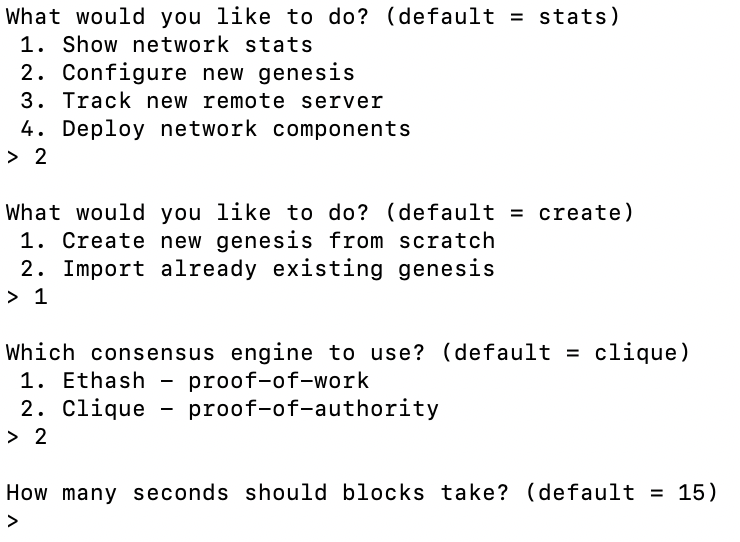 What would you like to do? (default = stats)
 1. Show network stats
 2. Configure new genesis
 3. Track new remote server
 4. Deploy network components
> 2

What would you like to do? (default = create)
 1. Create new genesis from scratch
 2. Import already existing genesis
> 1

Which consensus engine to use? (default = clique)
 1. Ethash - proof-of-work
 2. Clique - proof-of-authority
> 2

How many seconds should blocks take? (default = 15)
>